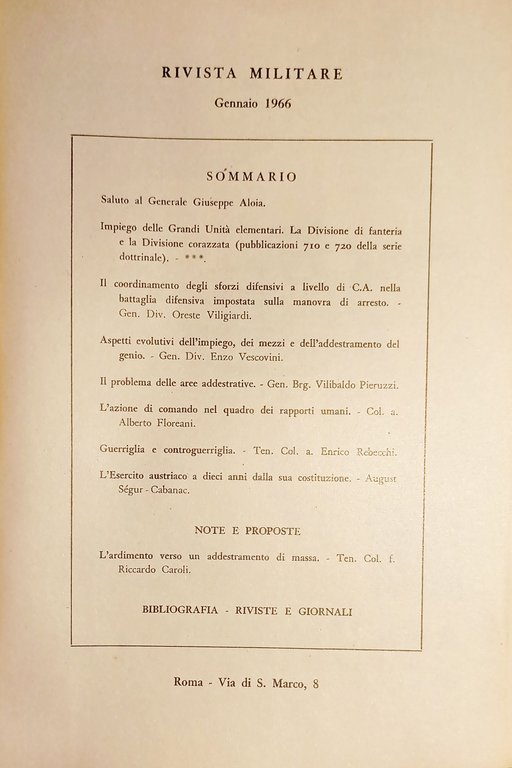 RIVISTA MILITARE
Gennaio 1966
SOMMARIO
Saluto al Generale Giuseppe Aloia.
Impiego delle Grandi Unità elementari. La Divisione di fanteria
e la Divisione corazzata (pubblicazioni 710 e 720 della serie
dottrinale). - ***.
Il coordinamento degli sforzi difensivi a livello di C.A. nella
battaglia difensiva impostata sulla manovra di arresto. -
Gen. Div. Oreste Viligiardi.
Aspetti evolutivi dell'impiego, dei mezzi e dell'addestramento del
genio. - Gen. Div. Enzo Vescovini.
Il problema delle aree addestrative. - Gen. Brg. Vilibaldo Pieruzzi.
L'azione di comando nel quadro dei rapporti umani. - Col. a.
Alberto Floreani.
Guerriglia e controguerriglia. - Ten. Col. a. Enrico Rebecchi.
L'Esercito austriaco a dieci anni dalla sua costituzione. - August
Ségur - Cabanac.
NOTE E PROPOSTE
L'ardimento verso un addestramento di massa. - Ten. Col. f.
Riccardo Caroli.
BIBLIOGRAFIA - RIVISTE E GIORNALI
Roma - Via di S. Marco, 8